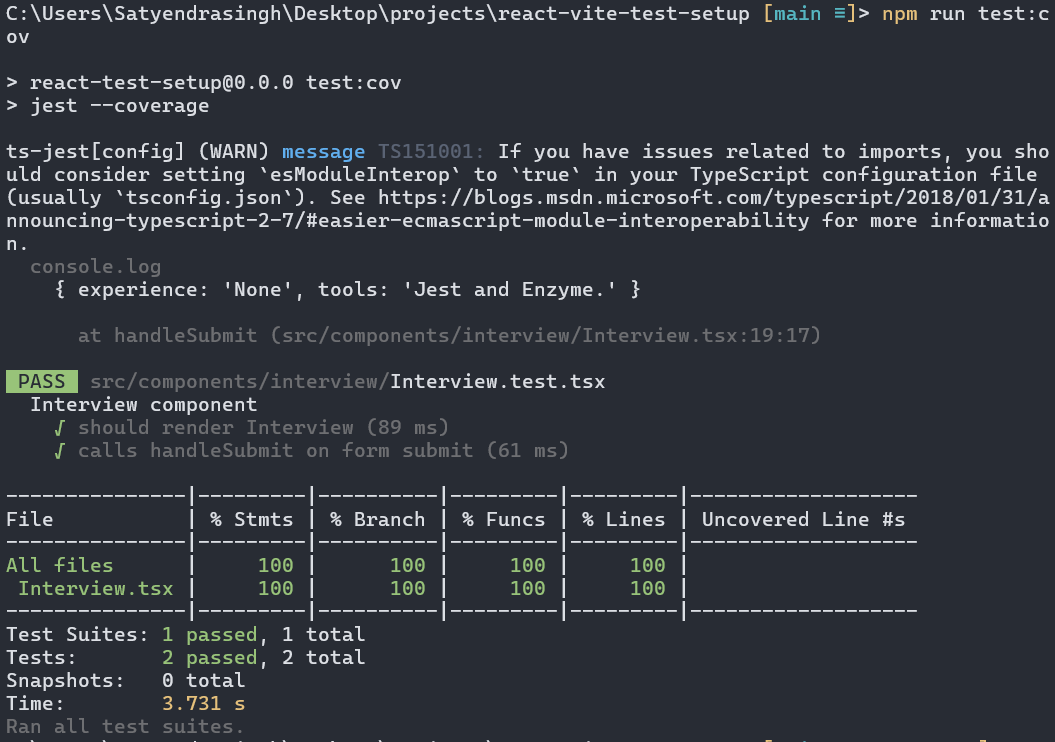 C:\Users\Satyendrasingh\Desktop\projects\react-vite-test-setup [main ≡]> npm run test:c
ov
> react-test-setup@0.0.0 test:cov
> jest --coverage
ts-jest[config] (WARN) message TS151001: If you have issues related to imports, you sho
uld consider setting `esModuleInterop` to `true` in your TypeScript configuration file
(usually `tsconfig.json`). See https://blogs.msdn.microsoft.com/typescript/2018/01/31/a
nnouncing-typescript-2-7/#easier-ecmascript-module-interoperability for more informatio
n.
console.log
{ experience: 'None', tools: 'Jest and Enzyme.' }
at handleSubmit (src/components/interview/Interview.tsx:19:17)
PASS src/components/interview/Interview.test.tsx
Interview component
√ should render Interview (89 ms)
√ calls handleSubmit on form submit (61 ms)
---------------|---------|----------|---------|---------|-------------------
File           | % Stmts | % Branch | % Funcs | % Lines | Uncovered Line #s
---------------|---------|----------|---------|---------|-------------------
All files      |     100 |      100 |     100 |     100 |
 Interview.tsx |     100 |      100 |     100 |     100 |
---------------|---------|----------|---------|---------|-------------------
Test Suites: 1 passed, 1 total
Tests:       2 passed, 2 total
Snapshots:   0 total
Time:        3.731 s
Ran all test suites.